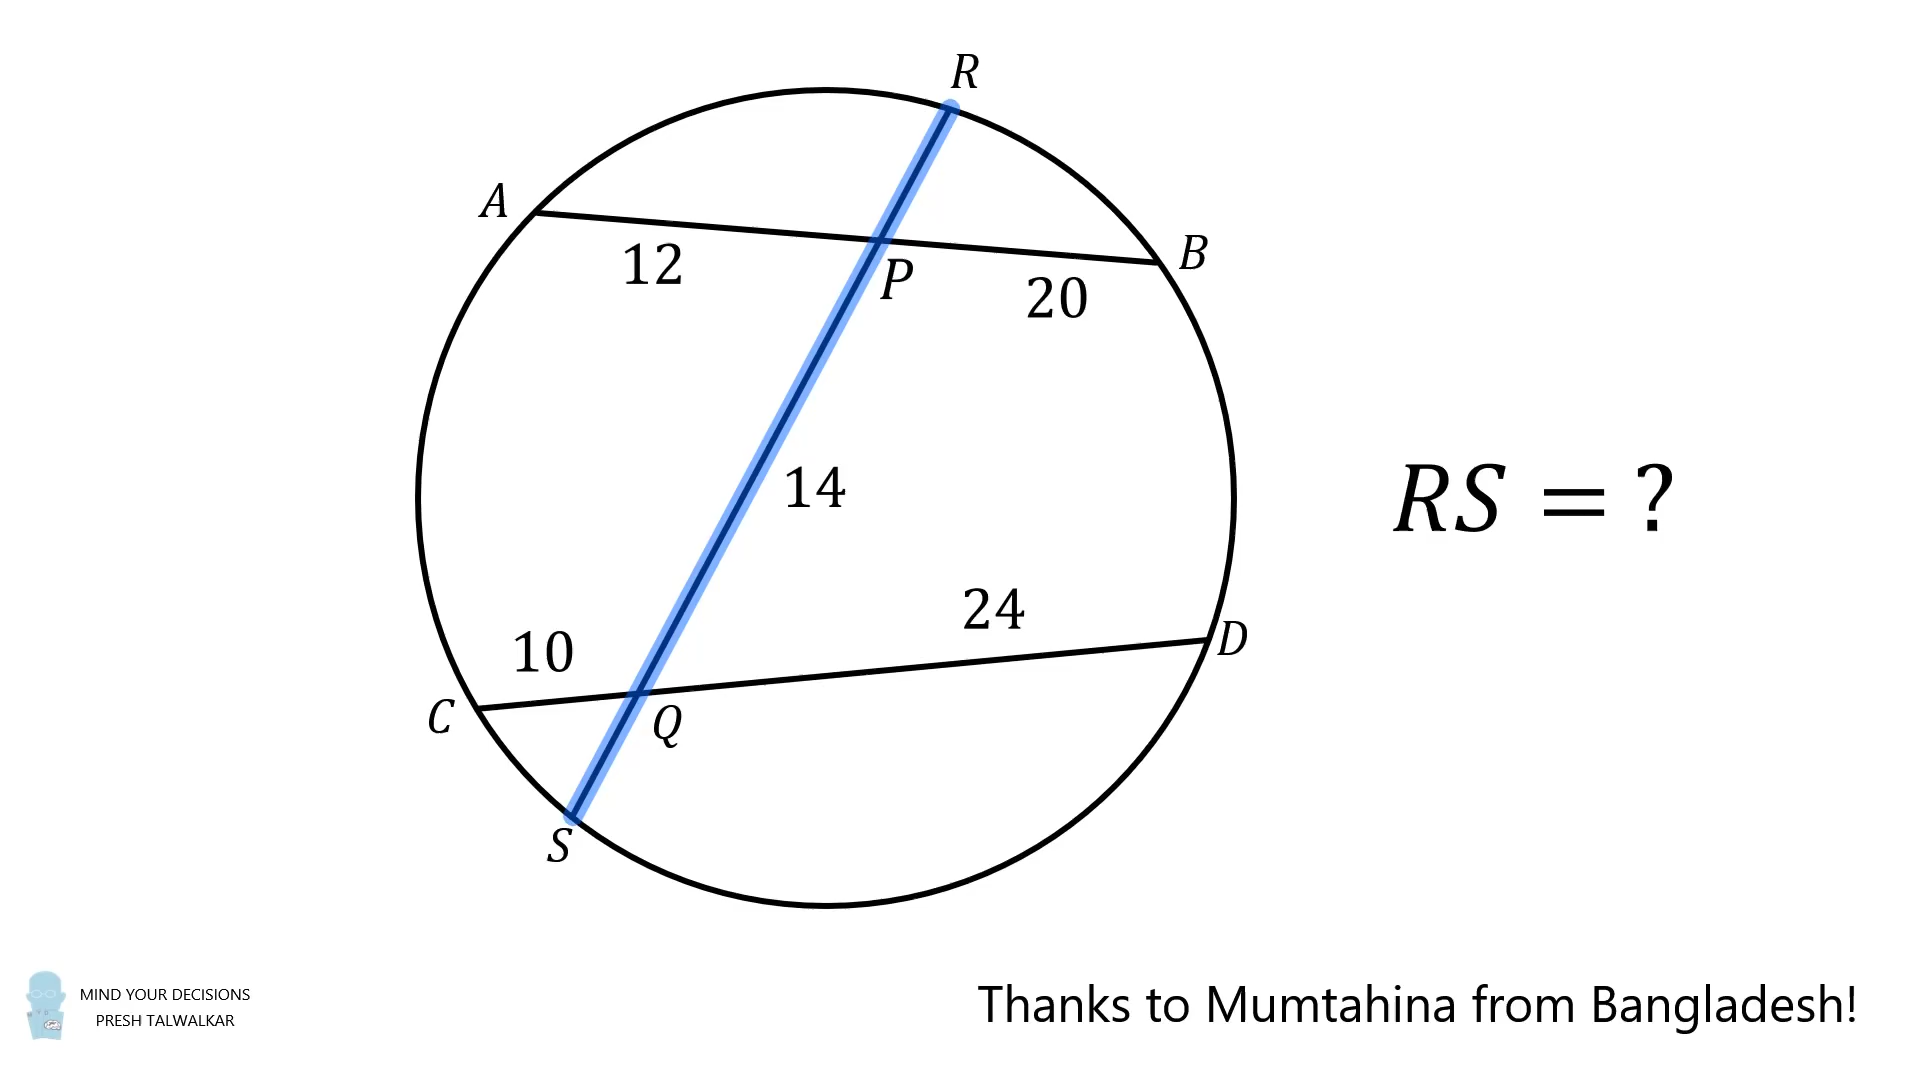 R
A
B
12
P
20
14
RS = ?
24
10
D
C
Q
S
MIND YOUR DECISIONS
PRESH TALWALKAR
Thanks to Mumtahina from Bangladesh!